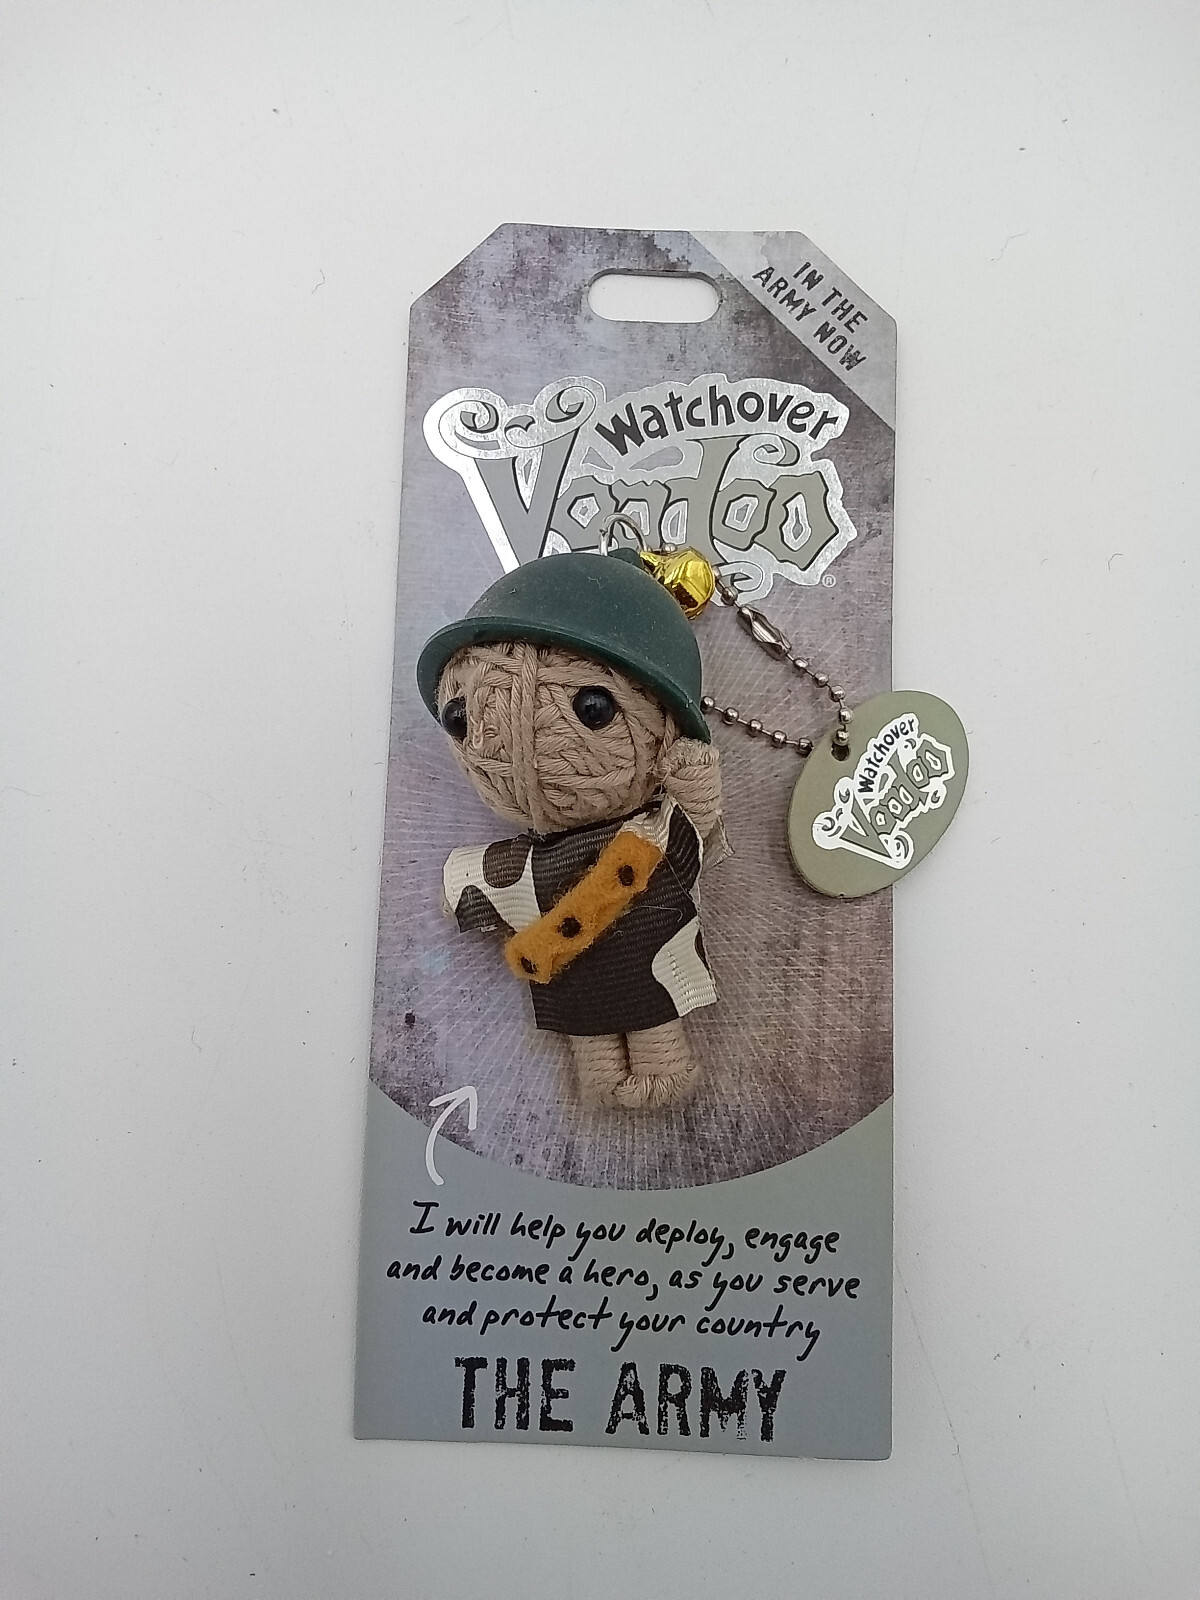 IN THE
ARMY NOW
Watchover
Voodoo
®
Watchover
Voodoo
I will help you deploy, engage
and become a hero, as you serve
and protect your country
THE ARMY